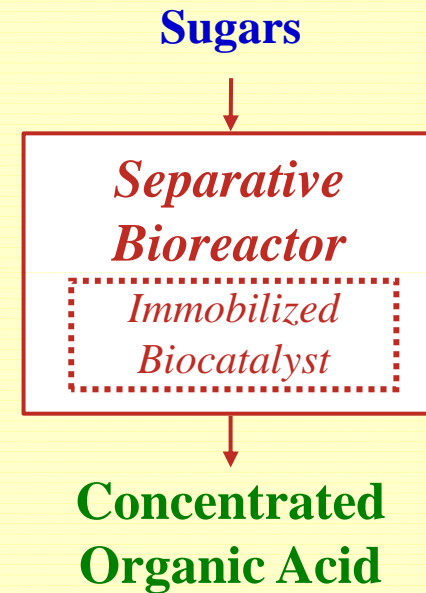 Sugars
Separative
Bioreactor
Immobilized
Biocatalyst
Concentrated
Organic Acid